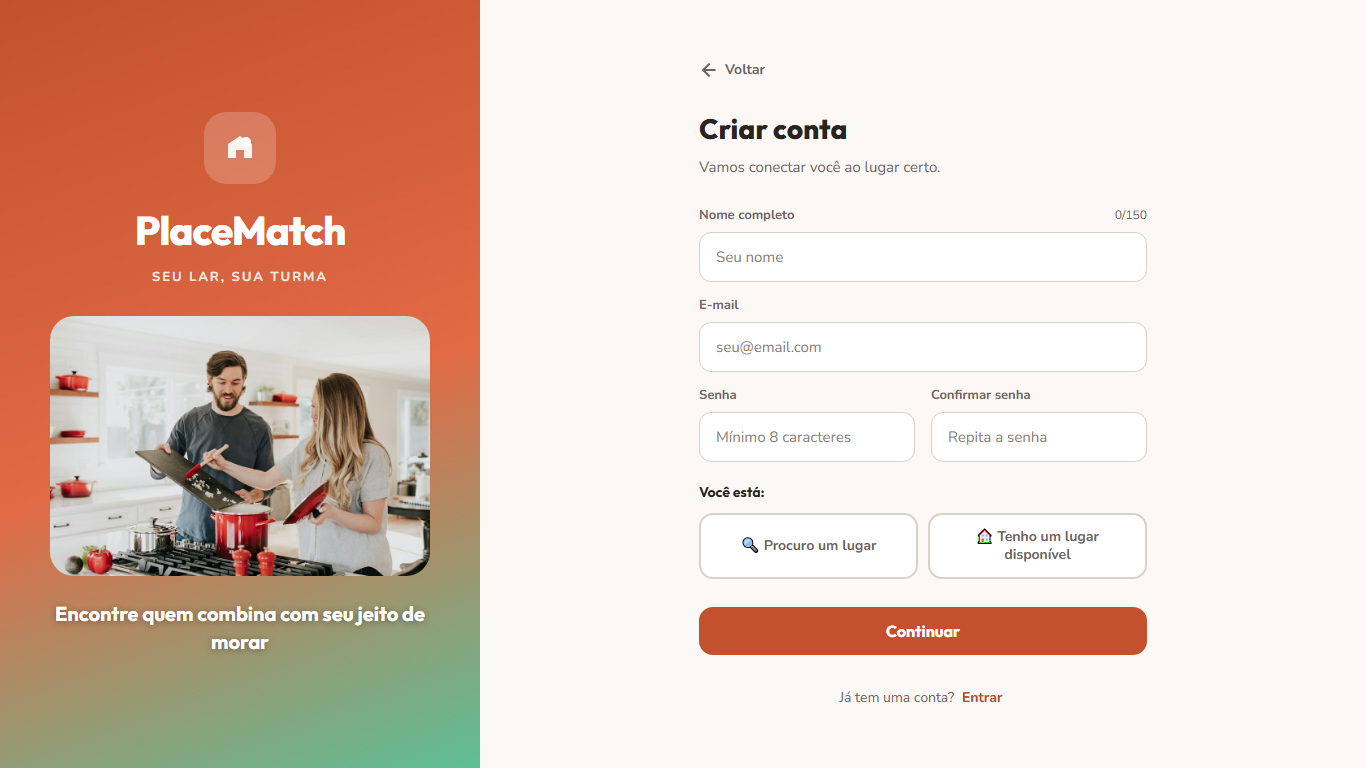 PlaceMatch
SEU LAR, SUA TURMA
Encontre quem combina com seu jeito de
morar
Voltar
Criar conta
Vamos conectar você ao lugar certo.
Nome completo 0/150
Seu nome
E-mail
seu@email.com
Senha Confirmar senha
Mínimo 8 caracteres Repita a senha
Você está:
🔍 Procuro um lugar
🏠 Tenho um lugar
disponível
Continuar
Já tem uma conta? Entrar